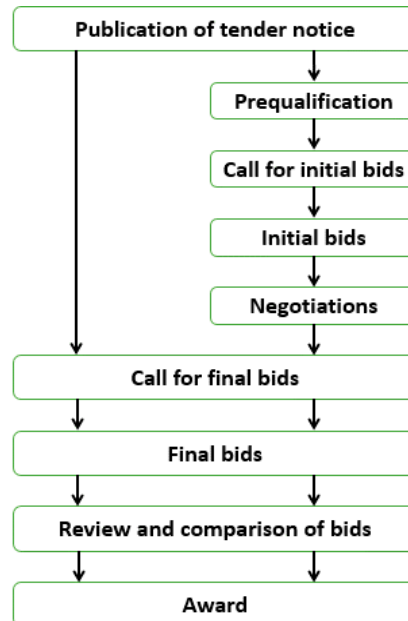 Publication of tender notice
Prequalification
Call for initial bids
Initial bids
Negotiations
Call for final bids
Final bids
Review and comparison of bids
Award